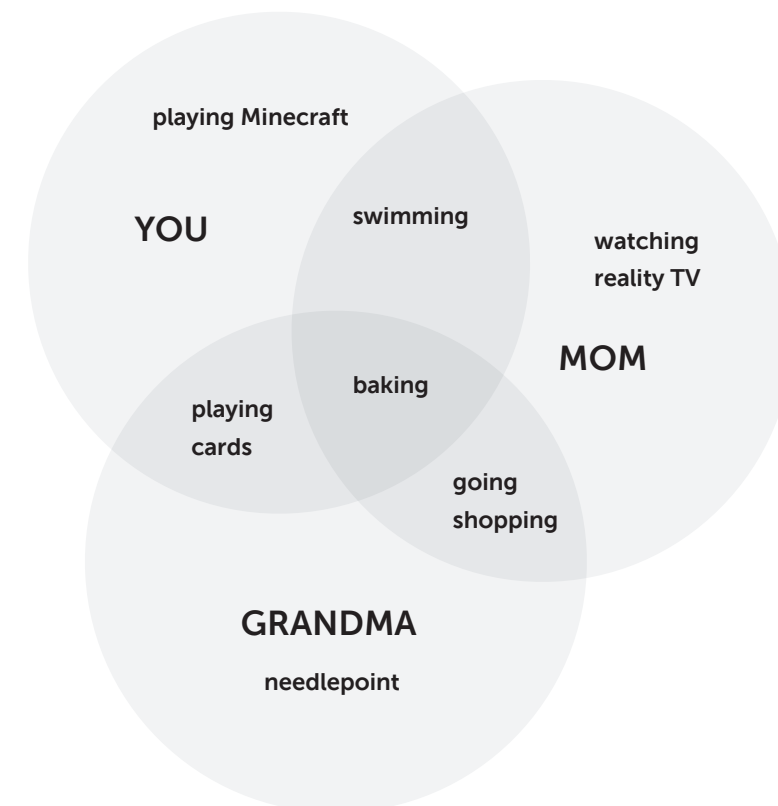 playing Minecraft
YOU
swimming
watching
reality TV
MOM
baking
playing
cards
going
shopping
GRANDMA
needlepoint